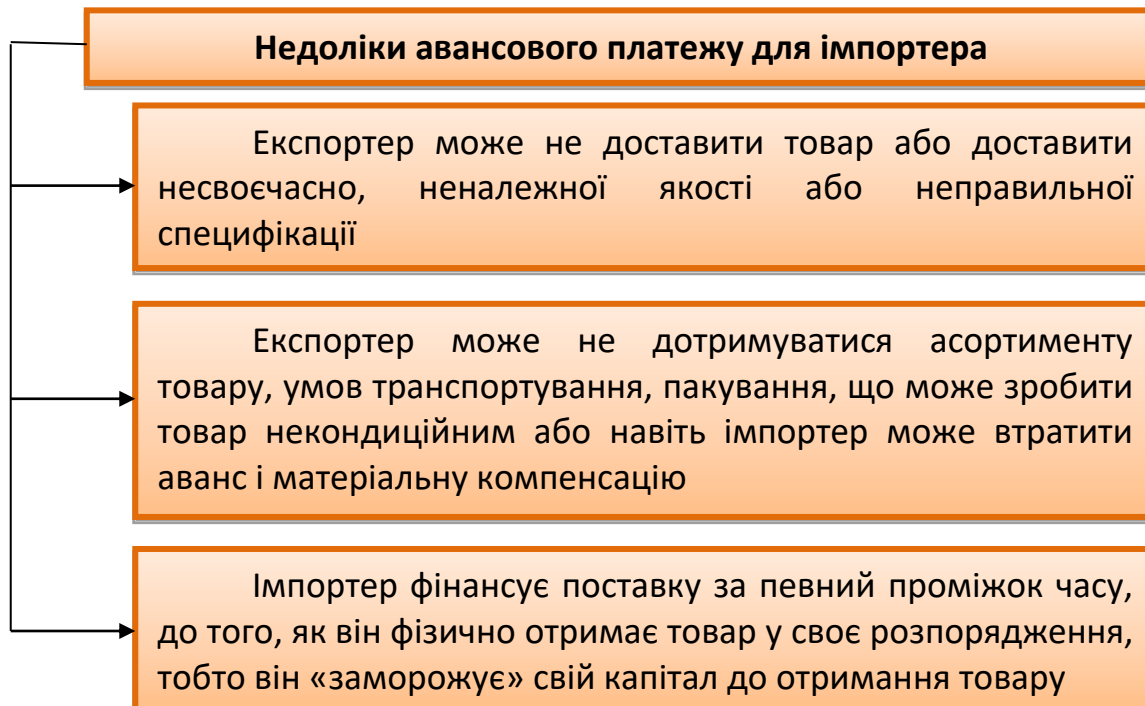 Недоліки авансового платежу для імпортера
Експортер може не доставити товар або доставити
несвоєчасно, неналежної якості або неправильної
специфікації
Експортер може не дотримуватися асортименту
товару, умов транспортування, пакування, що може зробити
товар некондиційним або навіть імпортер може втратити
аванс і матеріальну компенсацію
Імпортер фінансує поставку за певний проміжок часу,
до того, як він фізично отримає товар у своє розпорядження,
тобто він «заморожує» свій капітал до отримання товару